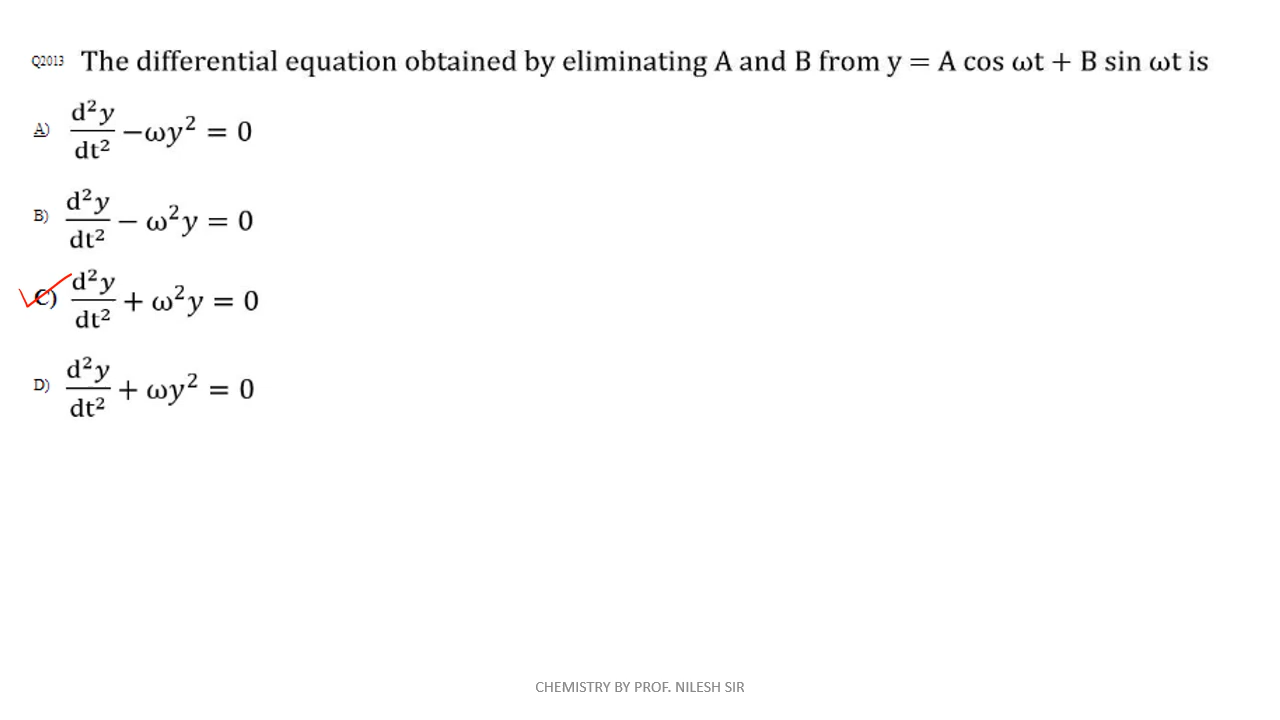 Q2013 The differential equation obtained by eliminating A and B from y = A cos ωt + B sin ωt is
A) d²y/dt² −ωy² = 0
B) d²y/dt² − ω²y = 0
C) d²y/dt² + ω²y = 0
D) d²y/dt² + ωy² = 0
CHEMISTRY BY PROF. NILESH SIR